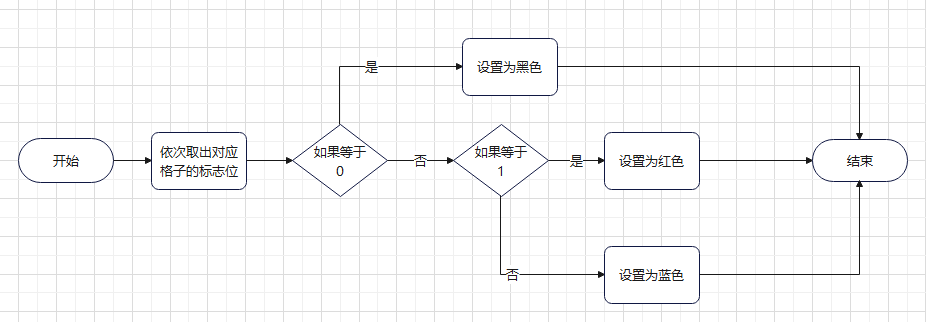 是
设置为黑色
开始
依次取出对应
格子的标志位
如果等于
0
否
如果等于
1
是
设置为红色
结束
否
设置为蓝色